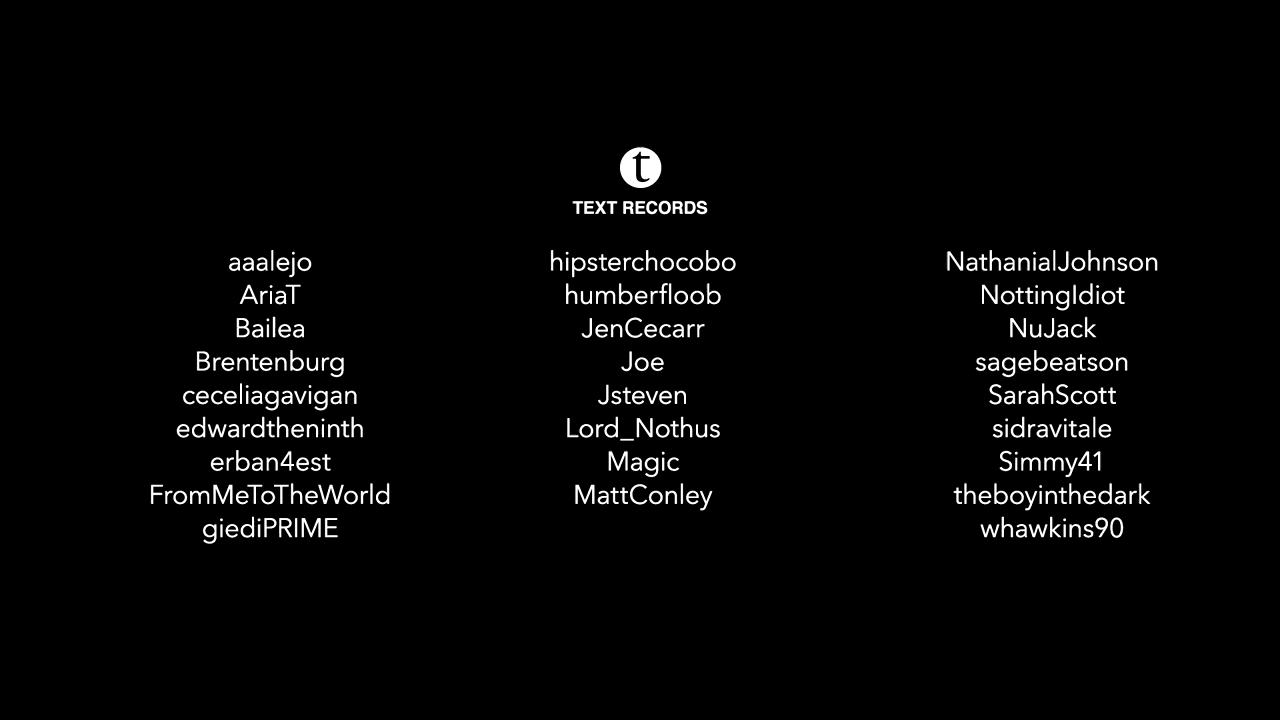 t
TEXT RECORDS
aaalejo
AriaT
Bailea
Brentenburg
ceceliagavigan
edwardtheninth
erban4est
FromMeToTheWorld
giediPRIME
hipsterchocobo
humberfloob
JenCecarr
Joe
Jsteven
Lord_Nothus
Magic
MattConley
NathanialJohnson
NottingIdiot
NuJack
sagebeatson
SarahScott
sidravitale
Simmy41
theboyinthedark
whawkins90